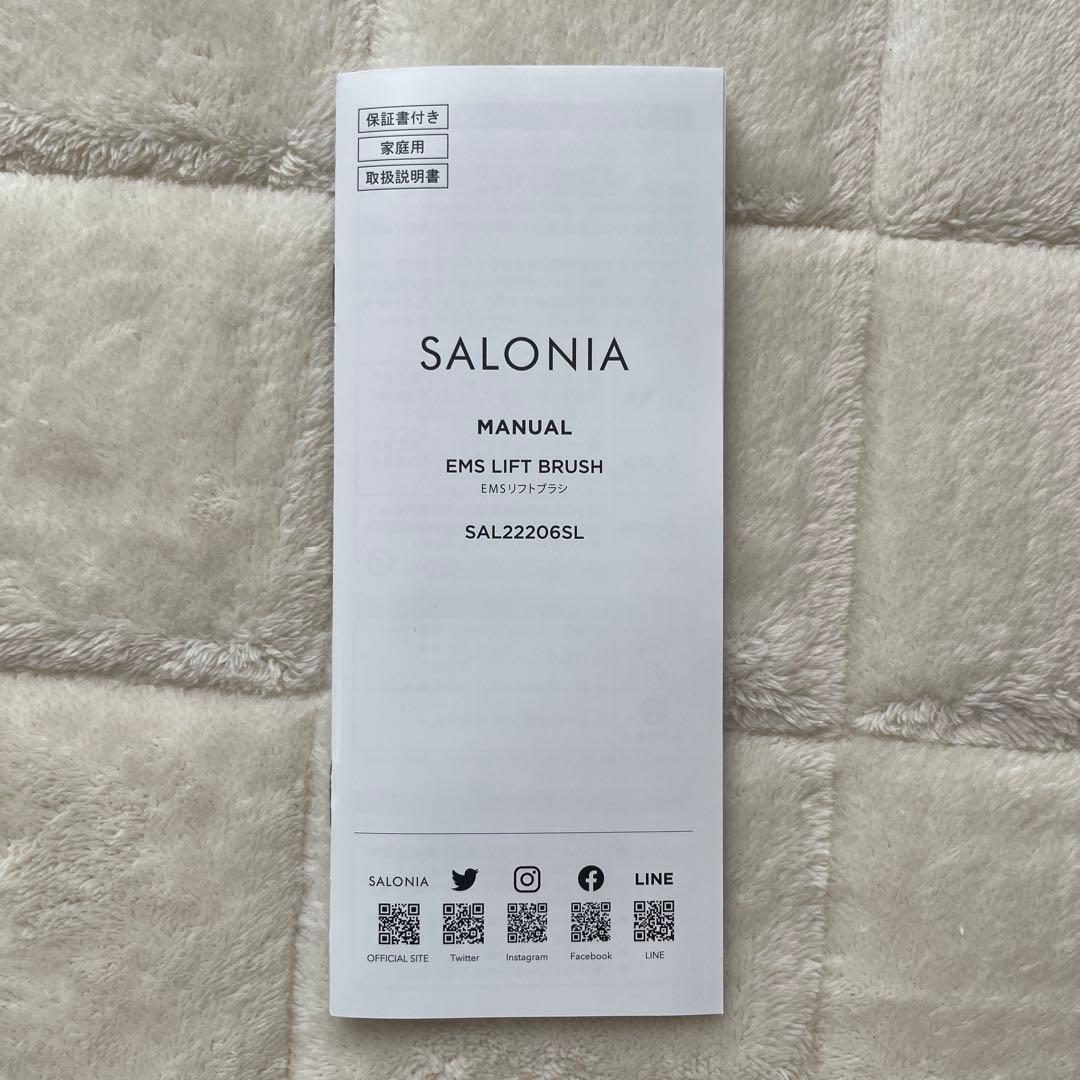 保証書付き
家庭用
取扱説明書
SALONIA
MANUAL
EMS LIFT BRUSH
EMSリフトブラシ
SAL22206SL
SALONIA
LINE
OFFICIAL SITE
Twitter
Instagram
Facebook
LINE